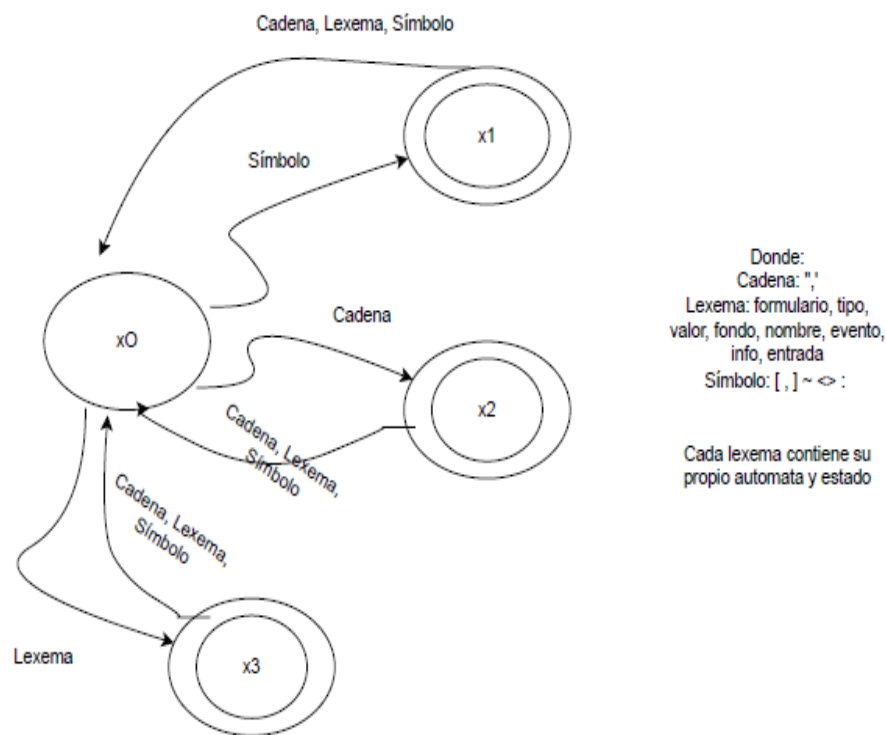 Cadena, Lexema, Símbolo
x1
Símbolo
xO
Cadena
x2
Cadena, Lexema,
Símbolo
Cadena, Lexema,
Símbolo
Lexema
x3
Donde:
Cadena: '','
Lexema: formulario, tipo,
valor, fondo, nombre, evento,
info, entrada
Símbolo: [ , ] ~ <> :
Cada lexema contiene su
propio automata y estado